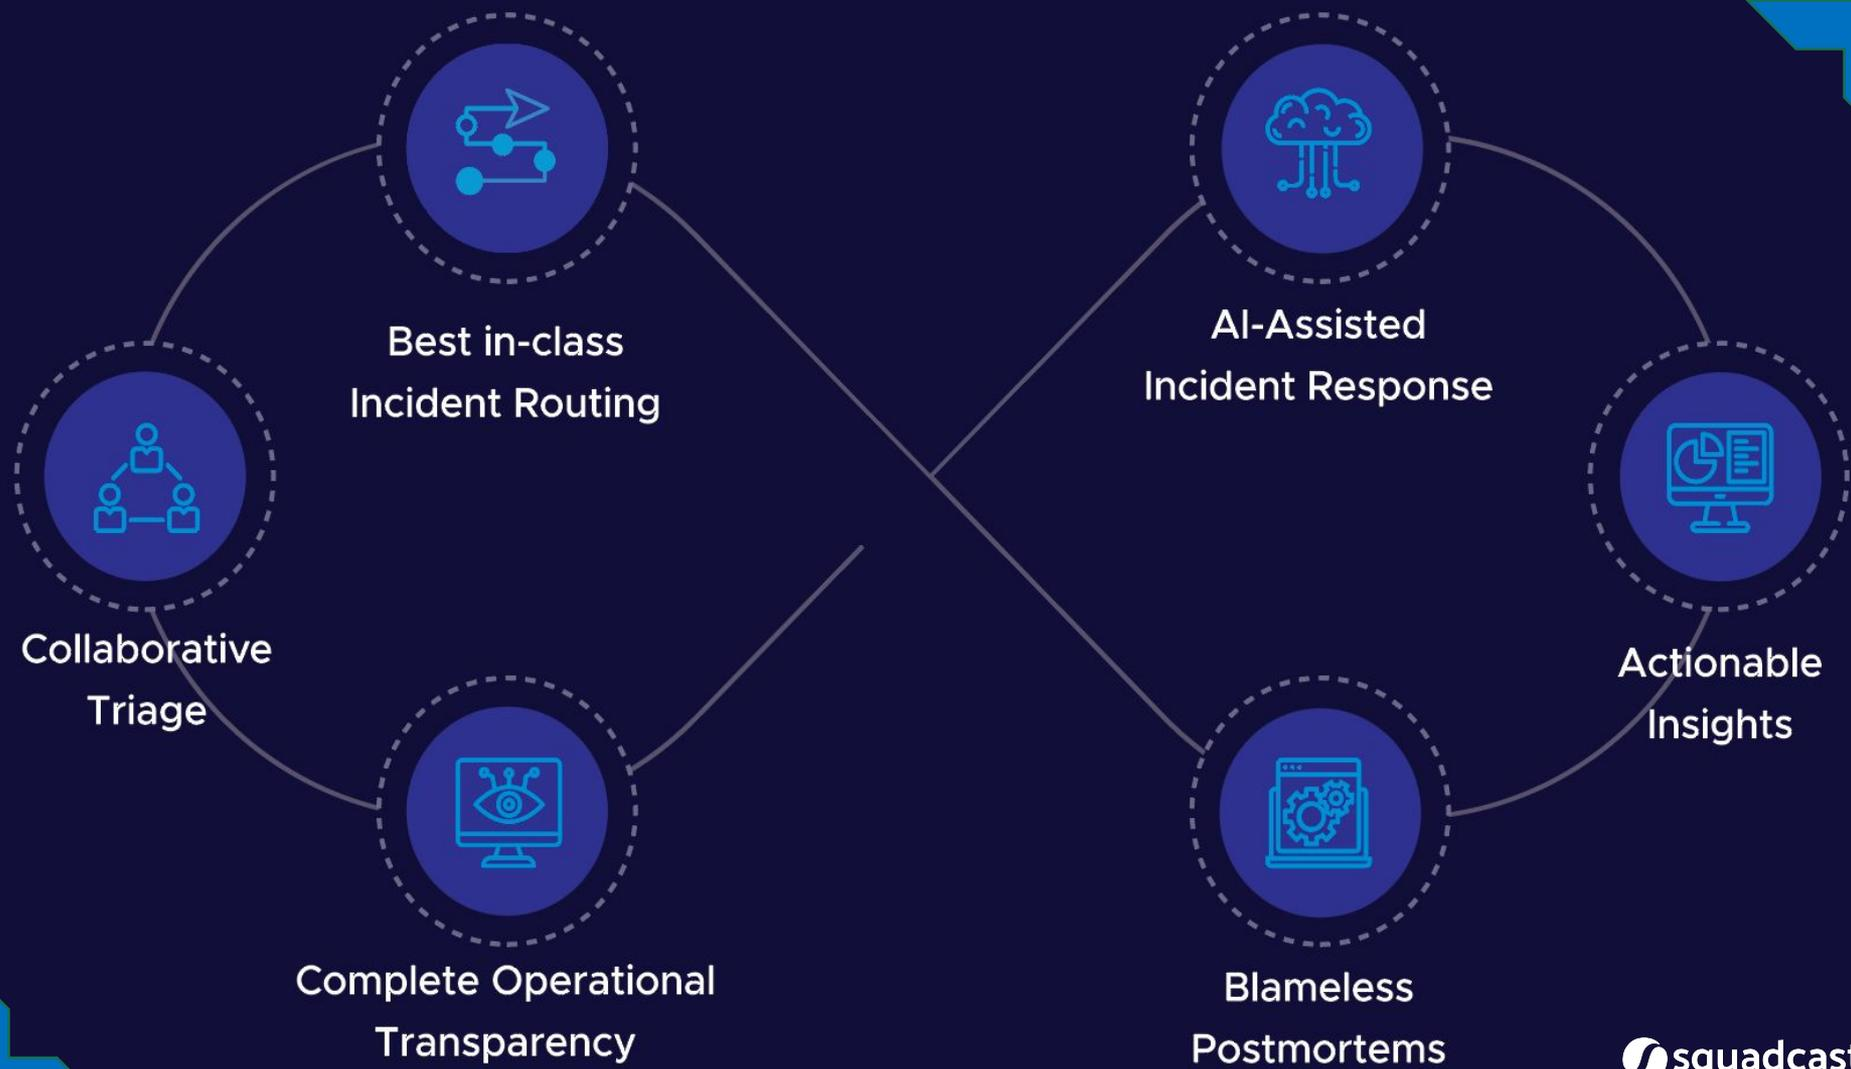 Best in-class
Incident Routing
AI-Assisted
Incident Response
Collaborative
Triage
Actionable
Insights
Complete Operational
Transparency
Blameless
Postmortems
squadcast